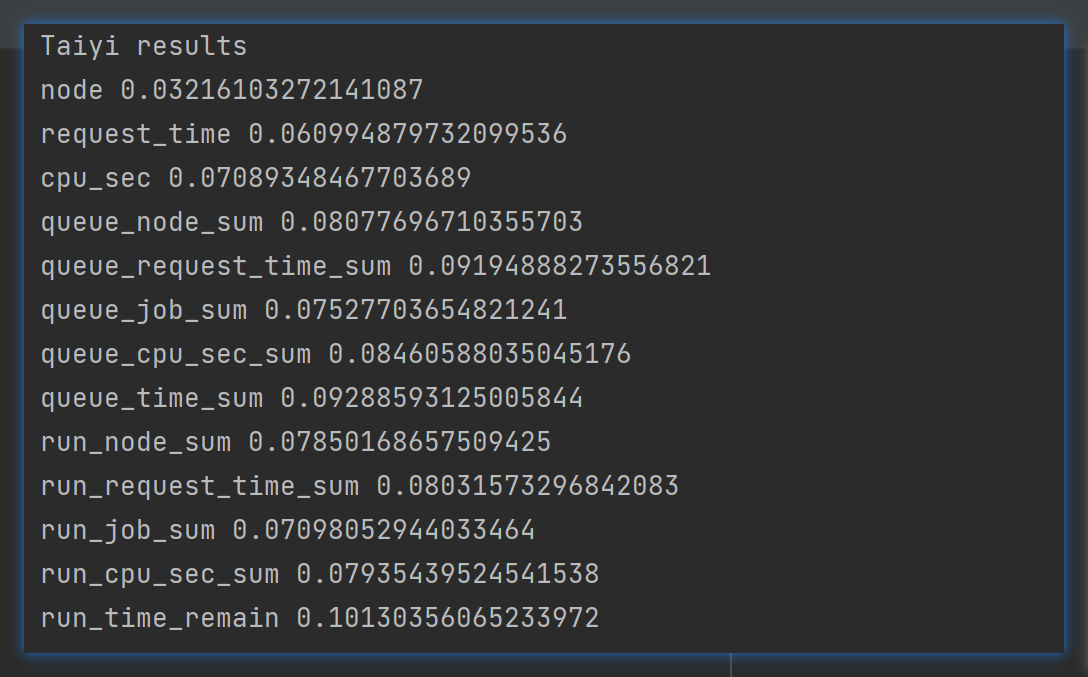 Taiyi results
node 0.03216103272141087
request_time 0.060994879732099536
cpu_sec 0.07089348467703689
queue_node_sum 0.08077696710355703
queue_request_time_sum 0.09194888273556821
queue_job_sum 0.07527703654821241
queue_cpu_sec_sum 0.08460588035045176
queue_time_sum 0.09288593125005844
run_node_sum 0.07850168657509425
run_request_time_sum 0.08031573296842083
run_job_sum 0.07098052944033464
run_cpu_sec_sum 0.07935439524541538
run_time_remain 0.10130356065233972